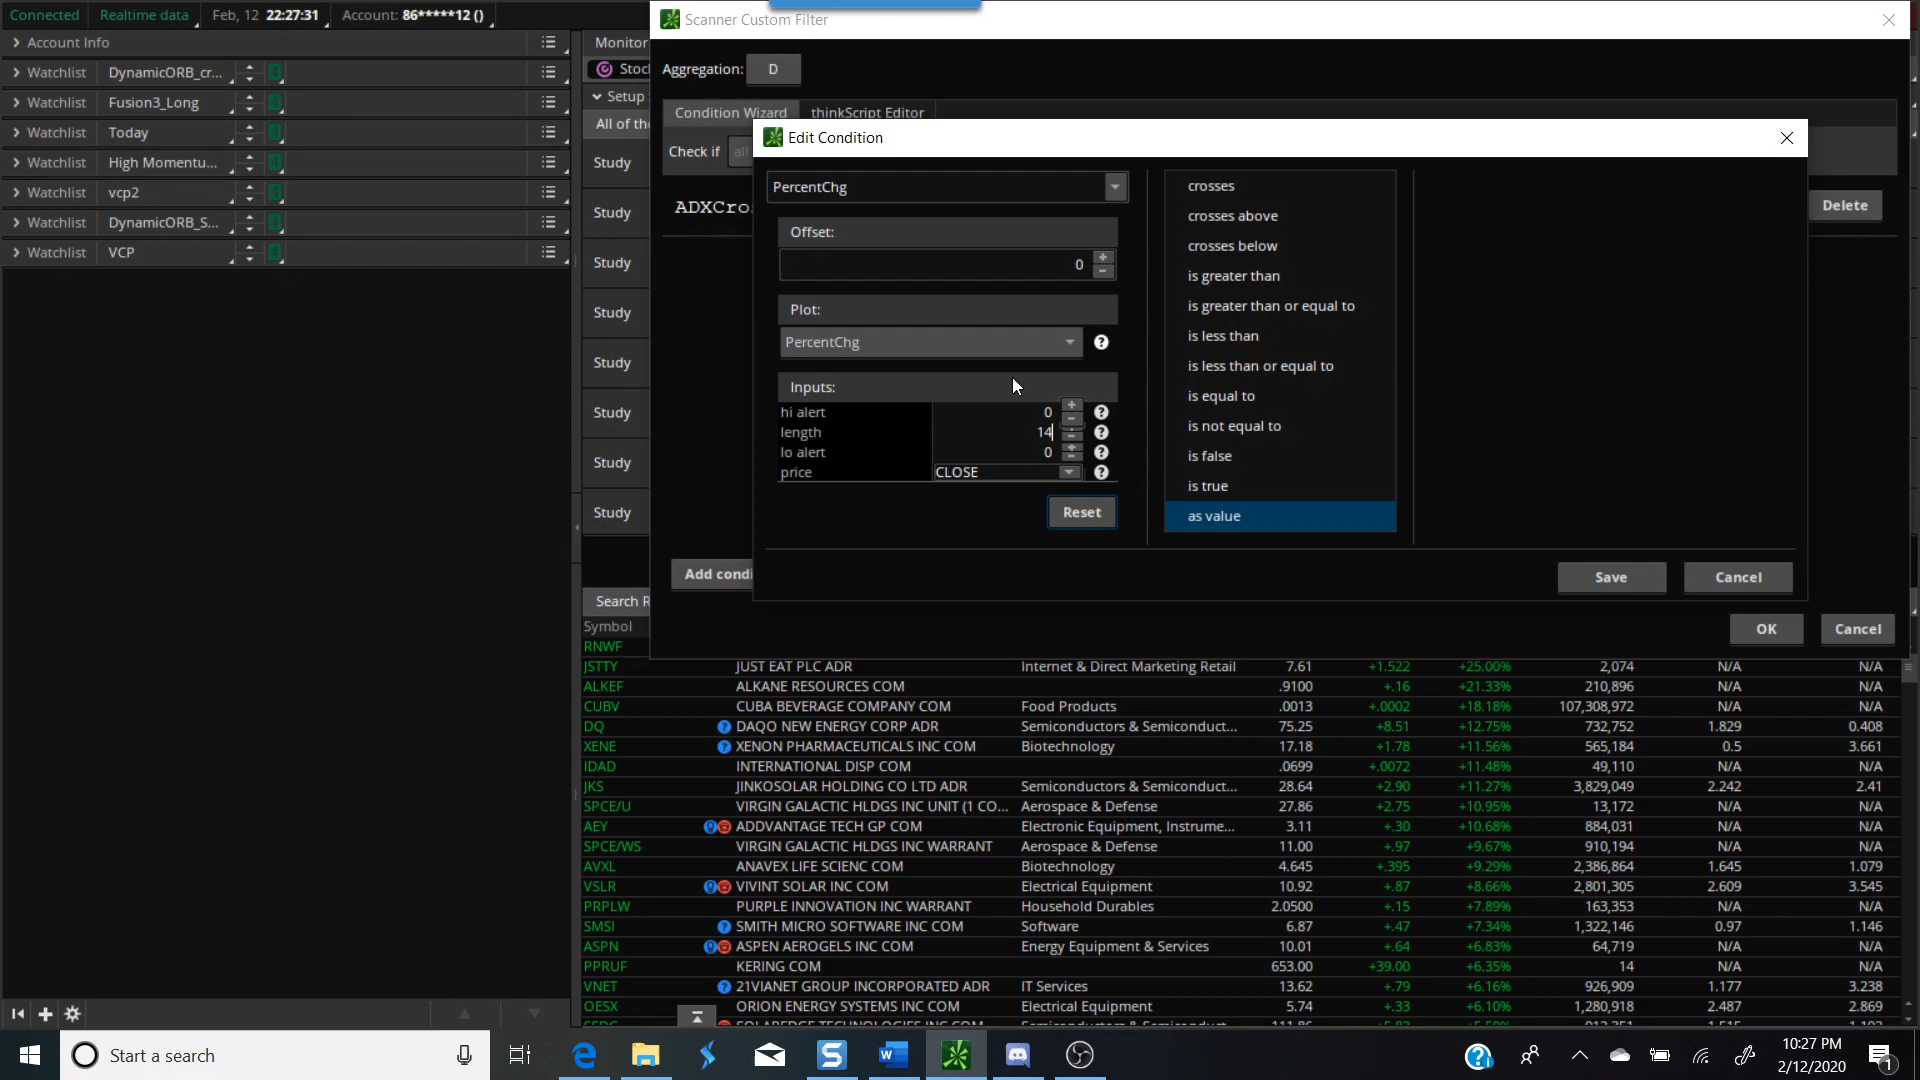 Connected Realtime data Feb, 12 22:27:31 Account: 86*****12 ()
Account Info
Watchlist DynamicORB_cr...
Watchlist Fusion3_Long
Watchlist Today
Watchlist High Momentu...
Watchlist vcp2
Watchlist DynamicORB_S...
Watchlist VCP
Monitor
Stoc
Setup
All of th
Study
Study
Study
Study
Study
Study
Study
Study
Search R
Symbol
Scanner Custom Filter
Aggregation: D
Condition Wizard thinkScript Editor
Check if all
ADXCro
Delete
Add condi
OK Cancel
Edit Condition
PercentChg
Offset:
0
Plot:
PercentChg
Inputs:
hi alert 0
length 14
lo alert 0
price CLOSE
Reset
crosses
crosses above
crosses below
is greater than
is greater than or equal to
is less than
is less than or equal to
is equal to
is not equal to
is false
is true
as value
Save Cancel
RNWF
JSTTY JUST EAT PLC ADR Internet & Direct Marketing Retail 7.61 +1.522 +25.00% 2,074 N/A N/A
ALKEF ALKANE RESOURCES COM .9100 +.16 +21.33% 210,896 N/A N/A
CUBV CUBA BEVERAGE COMPANY COM Food Products .0013 +.0002 +18.18% 107,308,972 N/A N/A
DQ DAQO NEW ENERGY CORP ADR Semiconductors & Semiconduct... 75.25 +8.51 +12.75% 732,752 1.829 0.408
XENE XENON PHARMACEUTICALS INC COM Biotechnology 17.18 +1.78 +11.56% 565,184 0.5 3.661
IDAD INTERNATIONAL DISP COM .0699 +.0072 +11.48% 49,110 N/A N/A
JKS JINKOSOLAR HOLDING CO LTD ADR Semiconductors & Semiconduct... 28.64 +2.90 +11.27% 3,829,049 2.242 2.41
SPCE/U VIRGIN GALACTIC HLDGS INC UNIT (1 CO... Aerospace & Defense 27.86 +2.75 +10.95% 13,172 N/A N/A
AEY ADDVANTAGE TECH GP COM Electronic Equipment, Instrume... 3.11 +.30 +10.68% 884,031 N/A N/A
SPCE/WS VIRGIN GALACTIC HLDGS INC WARRANT Aerospace & Defense 11.00 +.97 +9.67% 910,194 N/A N/A
AVXL ANAVEX LIFE SCIENC COM Biotechnology 4.645 +.395 +9.29% 2,386,864 1.645 1.079
VSLR VIVINT SOLAR INC COM Electrical Equipment 10.92 +.87 +8.66% 2,801,305 2.609 3.545
PRPLW PURPLE INNOVATION INC WARRANT Household Durables 2.0500 +.15 +7.89% 163,353 N/A N/A
SMSI SMITH MICRO SOFTWARE INC COM Software 6.87 +.47 +7.34% 1,322,146 0.97 1.146
ASPN ASPEN AEROGELS INC COM Energy Equipment & Services 10.01 +.64 +6.83% 64,719 N/A N/A
PPRUF KERING COM 653.00 +39.00 +6.35% 14 N/A N/A
VNET 21VIANET GROUP INCORPORATED ADR IT Services 13.62 +.79 +6.16% 926,909 1.177 3.238
OESX ORION ENERGY SYSTEMS INC COM Electrical Equipment 5.74 +.33 +6.10% 1,280,918 2.487 2.869
Start a search
10:27 PM
2/12/2020
1